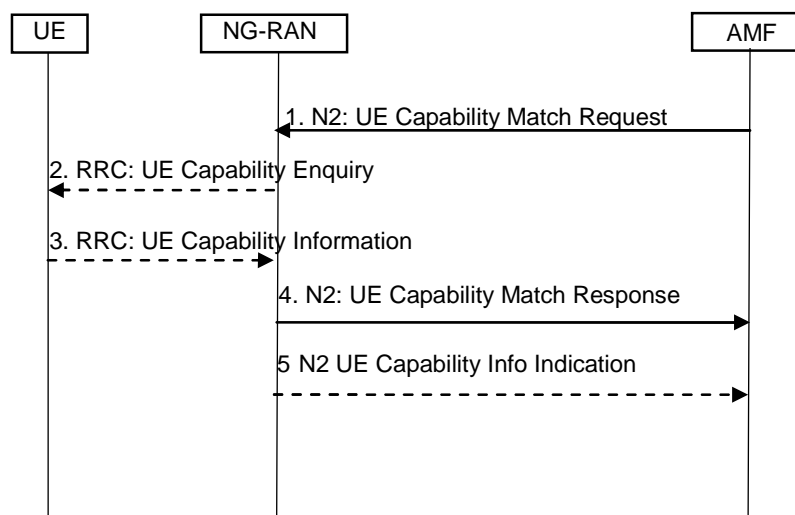 UE
NG-RAN
AMF
1. N2: UE Capability Match Request
2. RRC: UE Capability Enquiry
3. RRC: UE Capability Information
4. N2: UE Capability Match Response
5 N2 UE Capability Info Indication